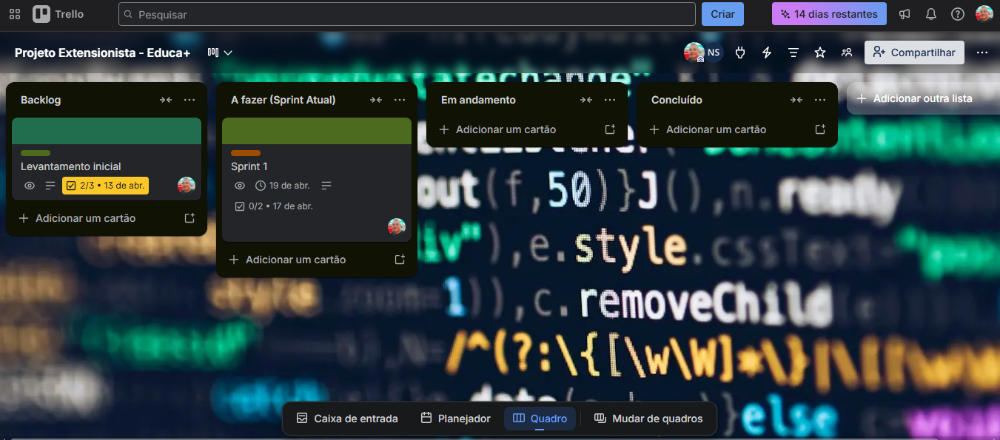 Trello
Pesquisar
Criar
14 dias restantes
Projeto Extensionista - Educa+
NS
Compartilhar
Backlog
Levantamento inicial
2/3 • 13 de abr.
Adicionar um cartão
A fazer (Sprint Atual)
Sprint 1
19 de abr.
0/2 • 17 de abr.
Adicionar um cartão
Em andamento
Adicionar um cartão
Concluído
Adicionar um cartão
Adicionar outra lista
out(f,50)}J(),n.ready
div"),e.style.cssText=
1)),c.removeChild
/^(?:\{[\w\W]*\}|\[[\w
}else
Caixa de entrada
Planejador
Quadro
Mudar de quadros